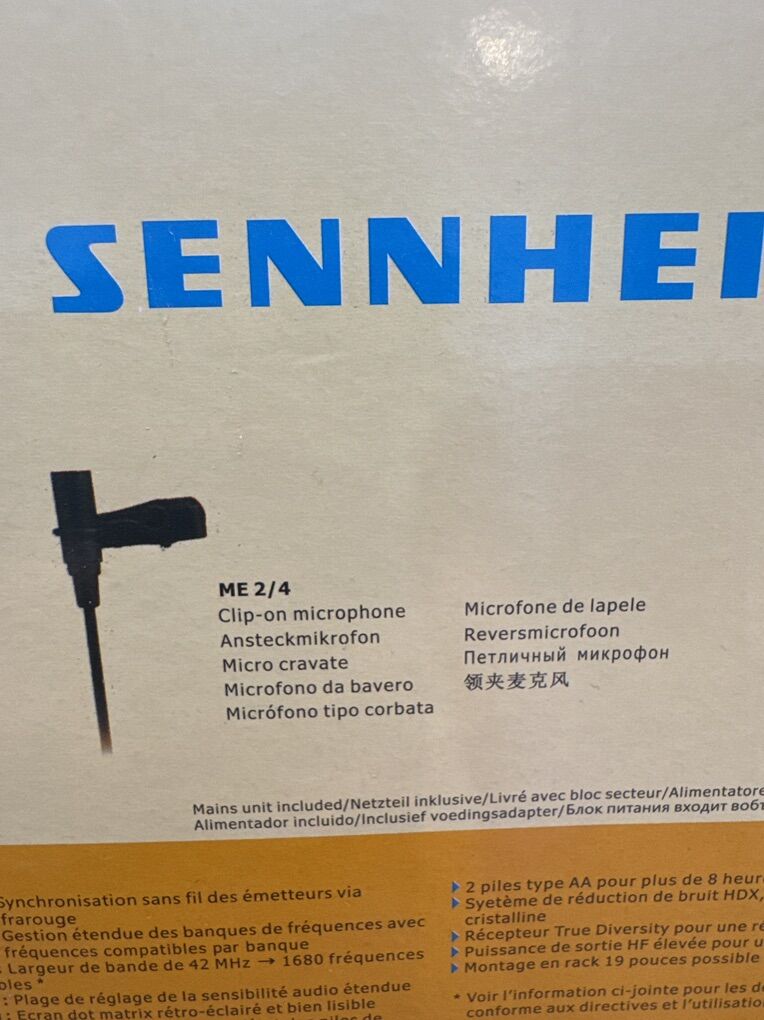 SENNHEI
ME 2/4
Clip-on microphone
Ansteckmikrofon
Micro cravate
Microfono da bavero
Micrófono tipo corbata
Microfone de lapele
Reversmicrofoon
Петличный микрофон
领夹麦克风
Mains unit included/Netzteil inklusive/Livré avec bloc secteur/Alimentatore
Alimentador incluido/Inclusief voedingsadapter/Блок питания входит
Synchronisation sans fil des émetteurs via
frarouge
Gestion étendue des banques de fréquences avec
fréquences compatibles par banque
Largeur de bande de 42 MHz → 1680 fréquences
bles *
: Plage de réglage de la sensibilité audio étendue
: Ecran dot matrix rétro-éclairé et bien lisible
2 piles type AA pour plus de 8 heur
Syetème de réduction de bruit HDX,
cristalline
Récepteur True Diversity pour une ré
Puissance de sortie HF élevée pour u
Montage en rack 19 pouces possible
* Voir l'information ci-jointe pour les d
conforme aux directives et l'utilisatio